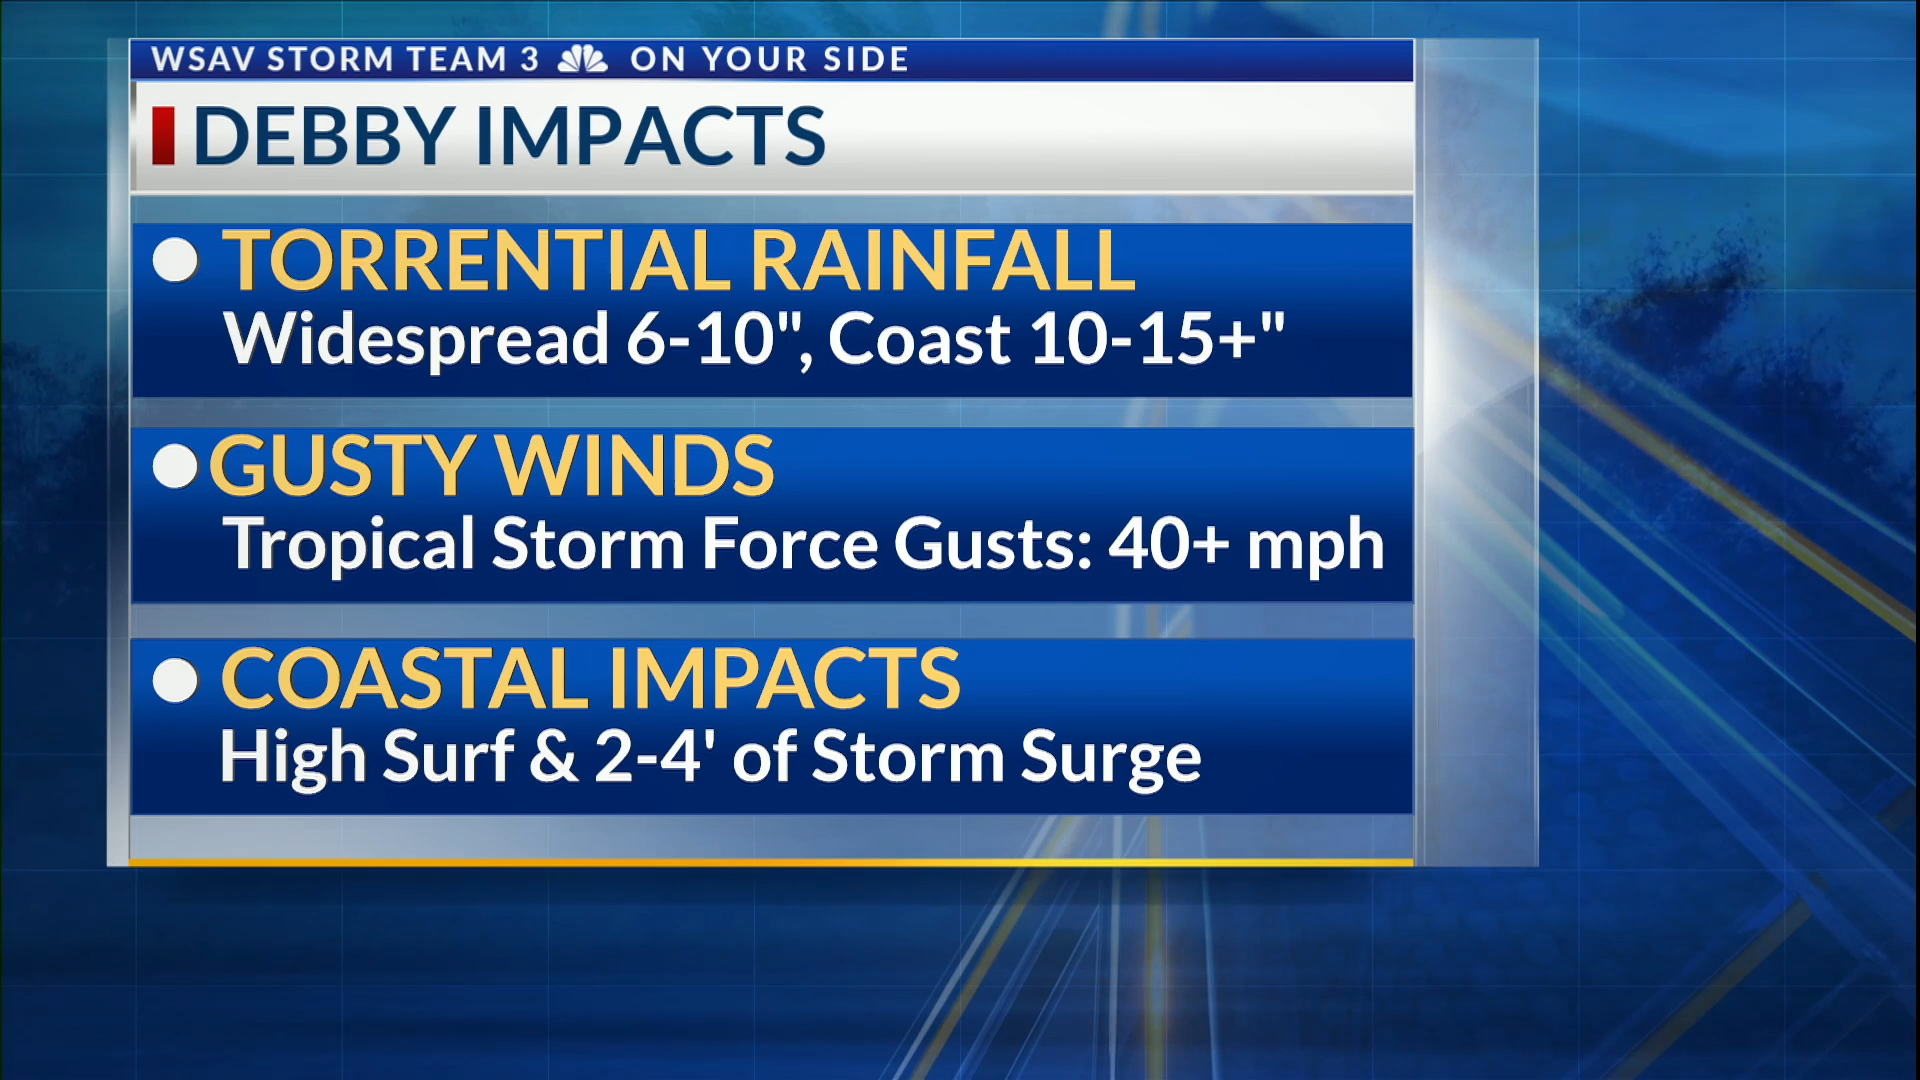 WSAV STORM TEAM 3 ON YOUR SIDE
DEBBY IMPACTS
TORRENTIAL RAINFALL
Widespread 6-10", Coast 10-15+"
GUSTY WINDS
Tropical Storm Force Gusts: 40+ mph
COASTAL IMPACTS
High Surf & 2-4' of Storm Surge